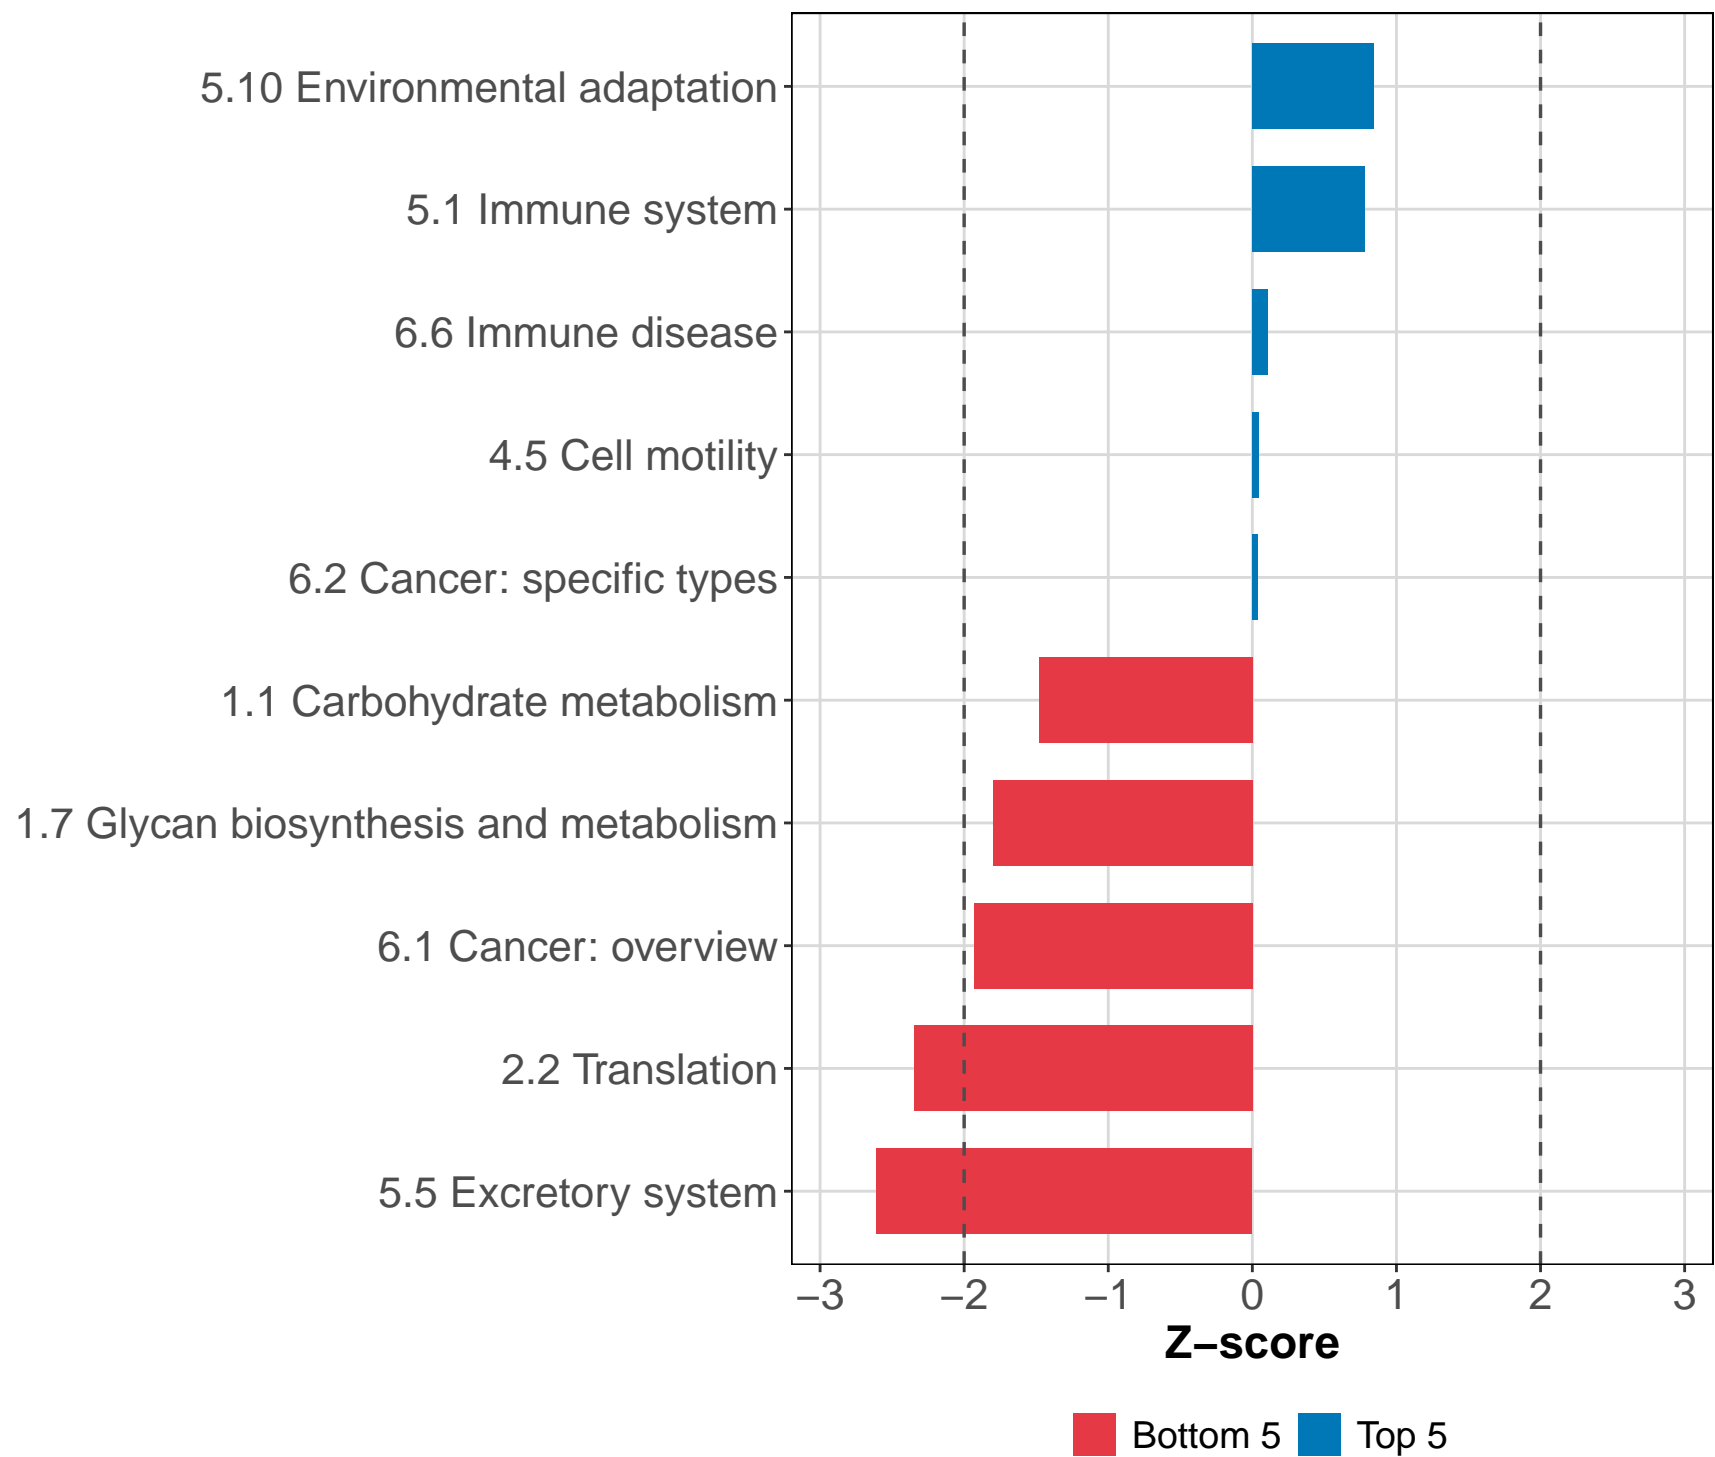 5.10 Environmental adaptation
5.1 Immune system
6.6 Immune disease
4.5 Cell motility
6.2 Cancer: specific types
1.1 Carbohydrate metabolism
1.7 Glycan biosynthesis and metabolism
6.1 Cancer: overview
2.2 Translation
5.5 Excretory system
−3 −2 −1 0 1 2 3
Z−score
Bottom 5 Top 5